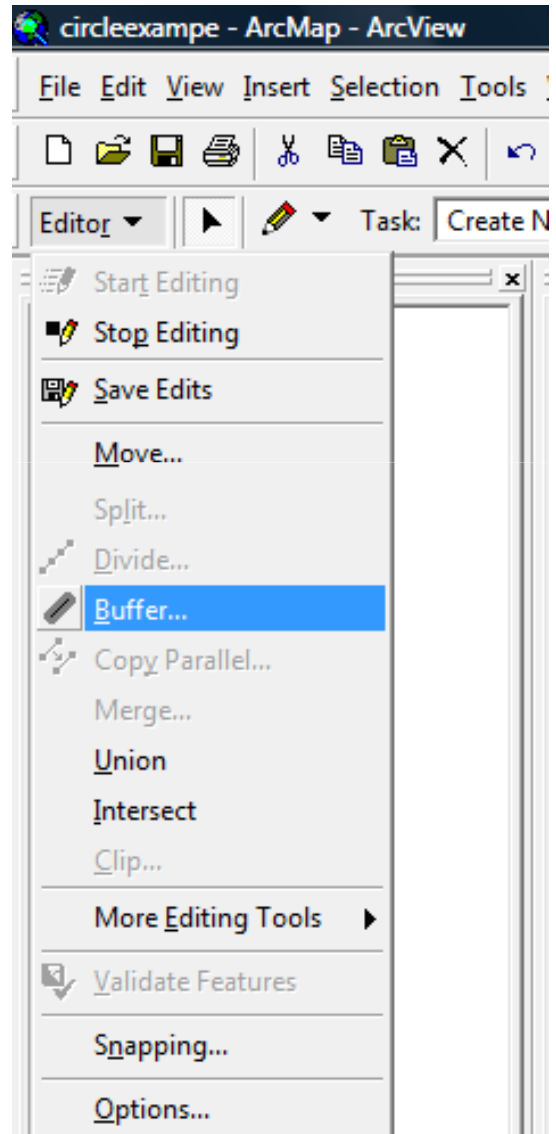 circleexampe - ArcMap - ArcView
File Edit View Insert Selection Tools
Editor Task: Create N
Start Editing
Stop Editing
Save Edits
Move...
Split...
Divide...
Buffer...
Copy Parallel...
Merge...
Union
Intersect
Clip...
More Editing Tools
Validate Features
Snapping...
Options...